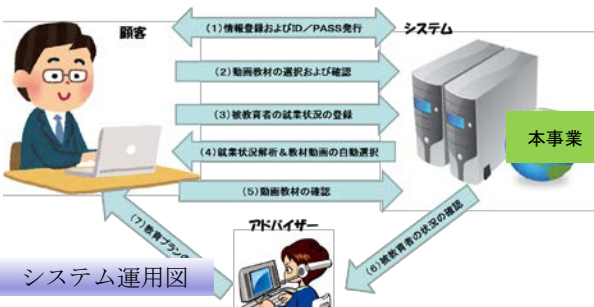 顧客
(1)情報登録およびID/PASS発行
システム
(2)動画教材の選択および確認
(3)被教育者の就業状況の登録
本事業
(4)就業状況解析&教材動画の自動選択
(5)動画教材の確認
アドバイザー
(7)教育プランの
(6)被教育者の状況の確認
システム運用図